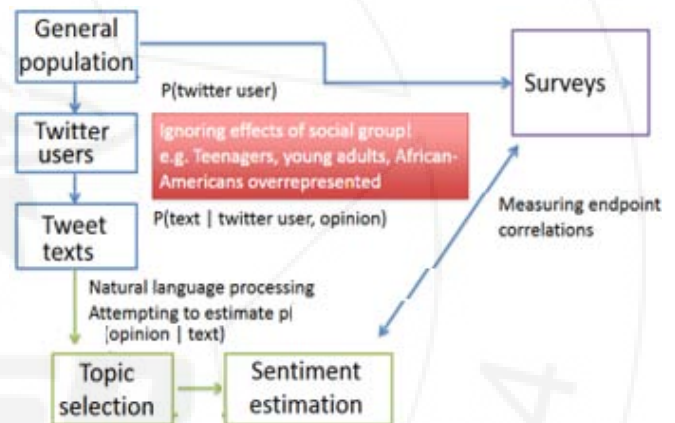 General
population
Surveys
P(twitter user)
Twitter
users
Ignoring effects of social group!
e.g. Teenagers, young adults, African-
Americans overrepresented
P(text | twitter user, opinion)
Tweet
texts
Measuring endpoint
correlations
Natural language processing
Attempting to estimate p(
opinion | text)
Topic
selection
Sentiment
estimation
4